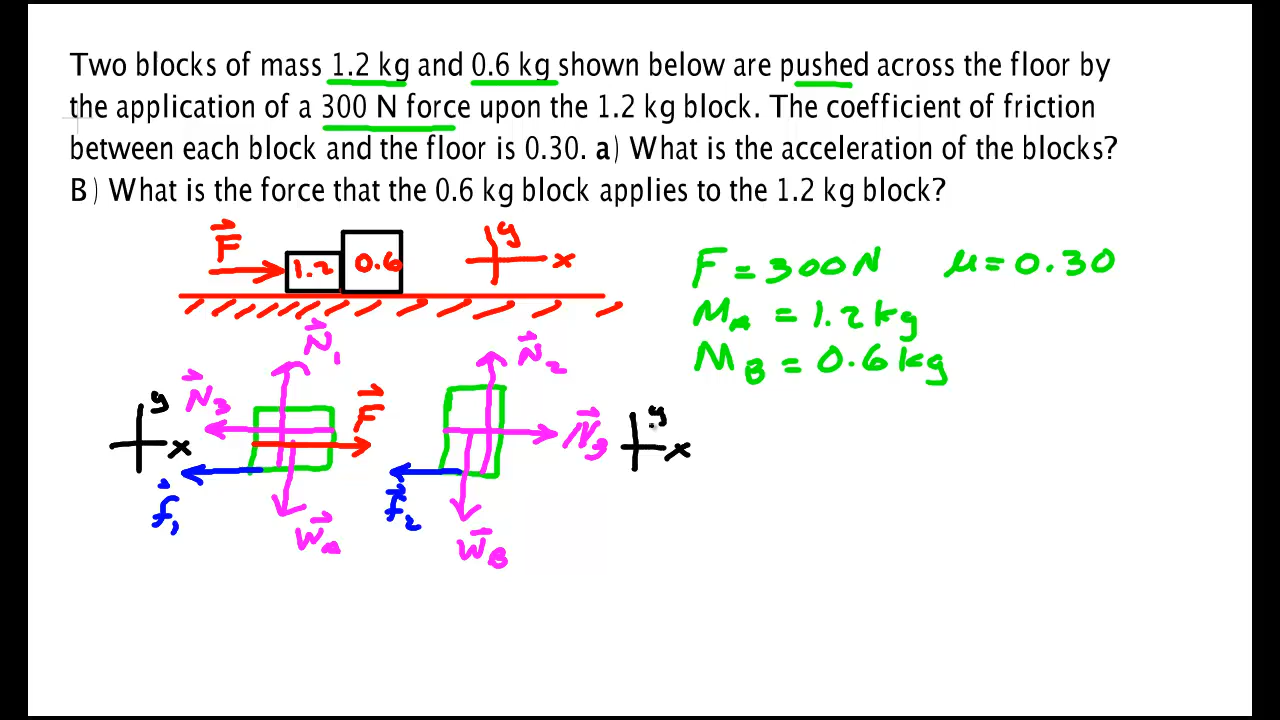 Two blocks of mass 1.2 kg and 0.6 kg shown below are pushed across the floor by
the application of a 300 N force upon the 1.2 kg block. The coefficient of friction
between each block and the floor is 0.30. a) What is the acceleration of the blocks?
B) What is the force that the 0.6 kg block applies to the 1.2 kg block?
F 1.2 0.6 y x
F = 300N μ = 0.30
M_A = 1.2 kg
M_B = 0.6 kg
N₁ N₂
N₃ y F y
x N₃ x
f₁ f₂
W_A W_B